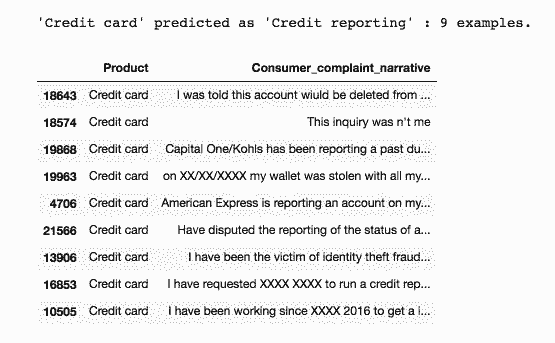 'Credit card' predicted as 'Credit reporting' : 9 examples.
Product Consumer_complaint_narrative
18643 Credit card I was told this account wiuld be deleted from ...
18574 Credit card This inquiry was n't me
19868 Credit card Capital One/Kohls has been reporting a past du...
19963 Credit card on XX/XX/XXXX my wallet was stolen with all my...
4706 Credit card American Express is reporting an account on my...
21566 Credit card Have disputed the reporting of the status of a...
13906 Credit card I have been the victim of identity theft fraud...
16853 Credit card I have requested XXXX XXXX to run a credit rep...
10505 Credit card I have been working since XXXX 2016 to get a i...